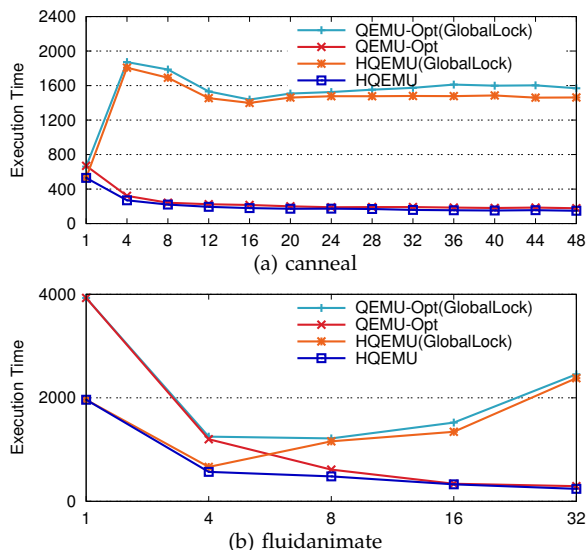 2400
2000
1600
1200
800
400
0
Execution Time
QEMU-Opt(GlobalLock)
QEMU-Opt
HQEMU(GlobalLock)
HQEMU
1 4 8 12 16 20 24 28 32 36 40 44 48
(a) canneal
4000
2000
0
Execution Time
QEMU-Opt(GlobalLock)
QEMU-Opt
HQEMU(GlobalLock)
HQEMU
1 4 8 16 32
(b) fluidanimate